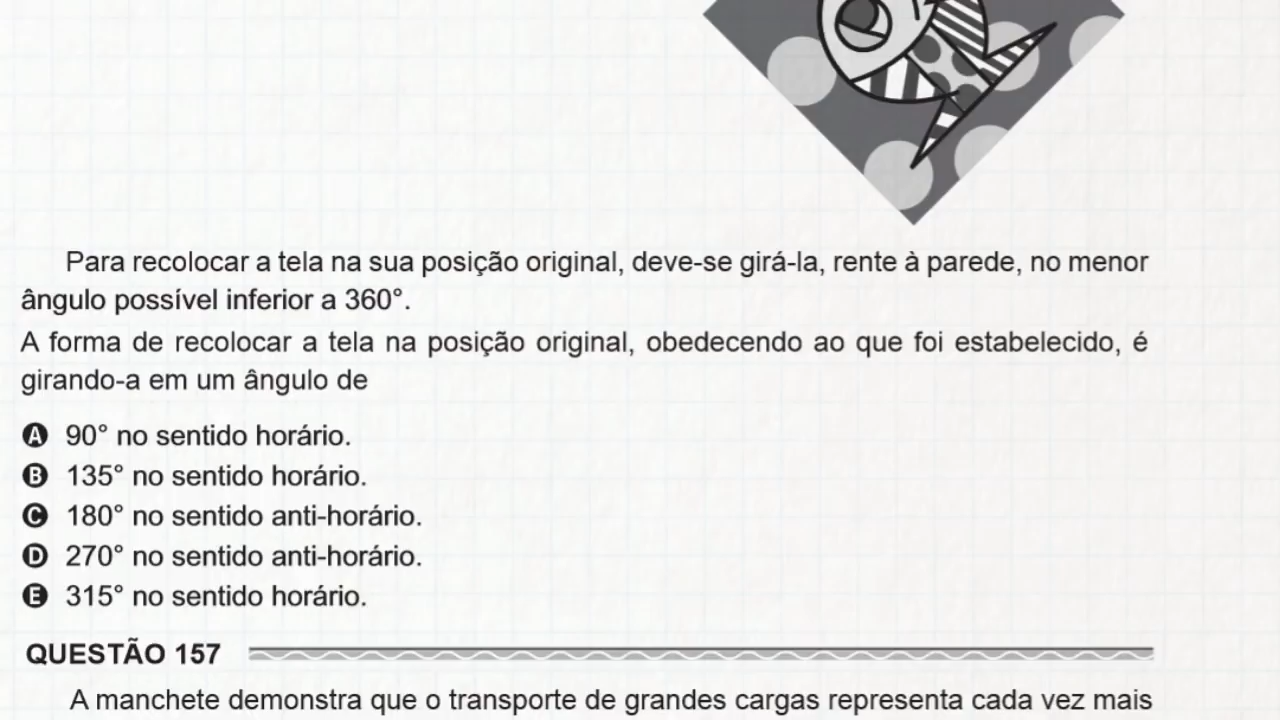 Para recolocar a tela na sua posição original, deve-se girá-la, rente à parede, no menor
ângulo possível inferior a 360°.
A forma de recolocar a tela na posição original, obedecendo ao que foi estabelecido, é
girando-a em um ângulo de
A 90° no sentido horário.
B 135° no sentido horário.
C 180° no sentido anti-horário.
D 270° no sentido anti-horário.
E 315° no sentido horário.
QUESTÃO 157
A manchete demonstra que o transporte de grandes cargas representa cada vez mais